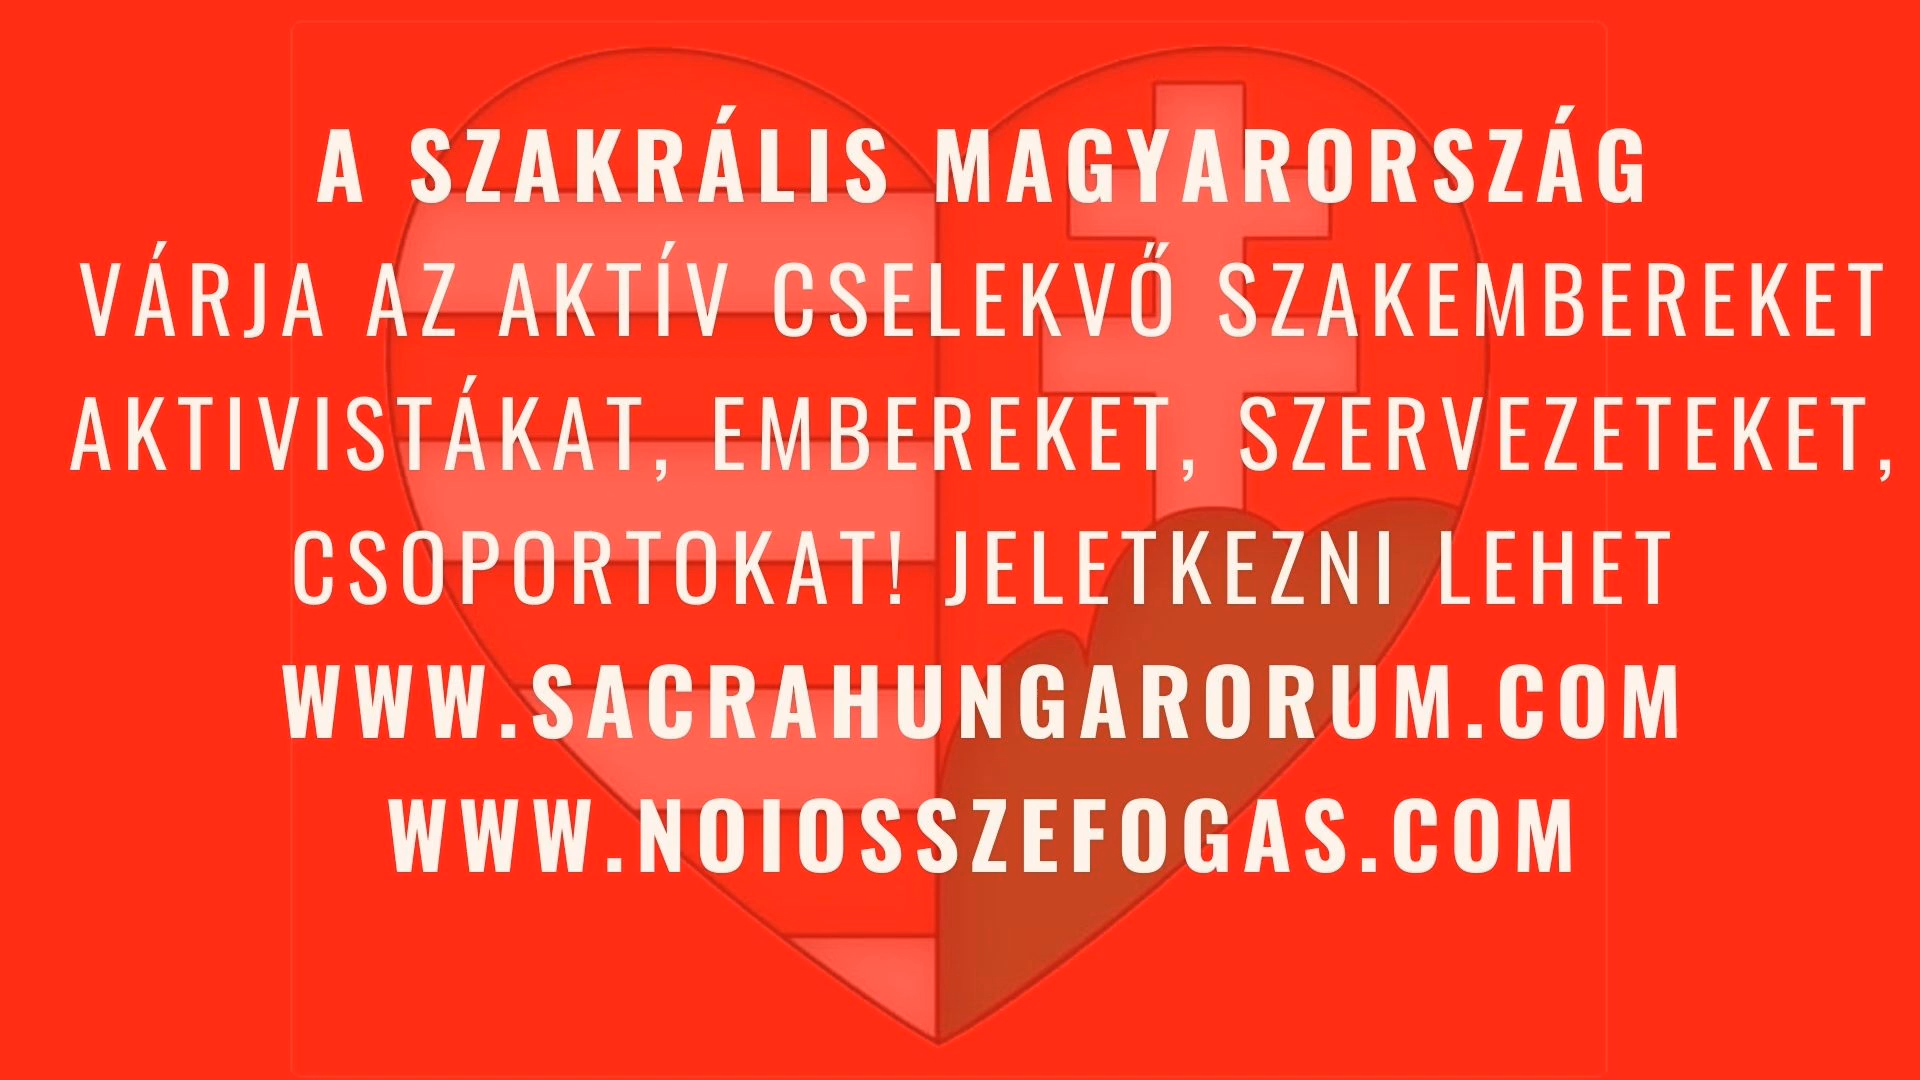 A SZAKRÁLIS MAGYARORSZÁG
VÁRJA AZ AKTÍV CSELEKVŐ SZAKEMBEREKET
AKTIVISTÁKAT, EMBEREKET, SZERVEZETEKET,
CSOPORTOKAT! JELETKEZNI LEHET
WWW.SACRAHUNGARORUM.COM
WWW.NOIOSSZEFOGAS.COM